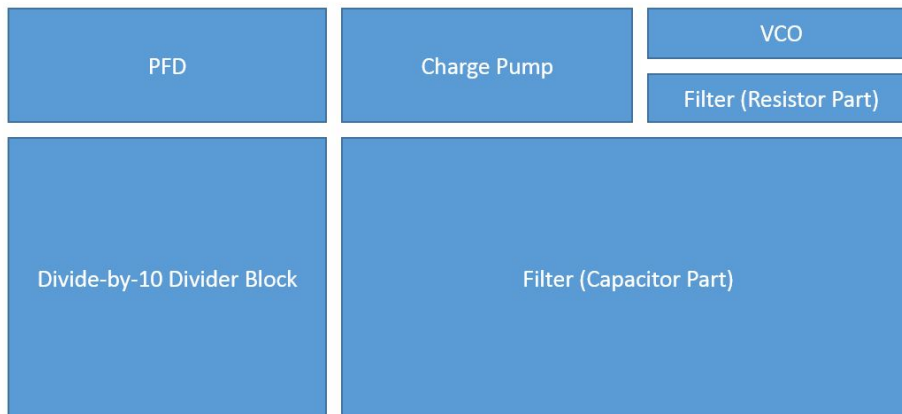 PFD
Charge Pump
VCO
Filter (Resistor Part)
Divide-by-10 Divider Block
Filter (Capacitor Part)